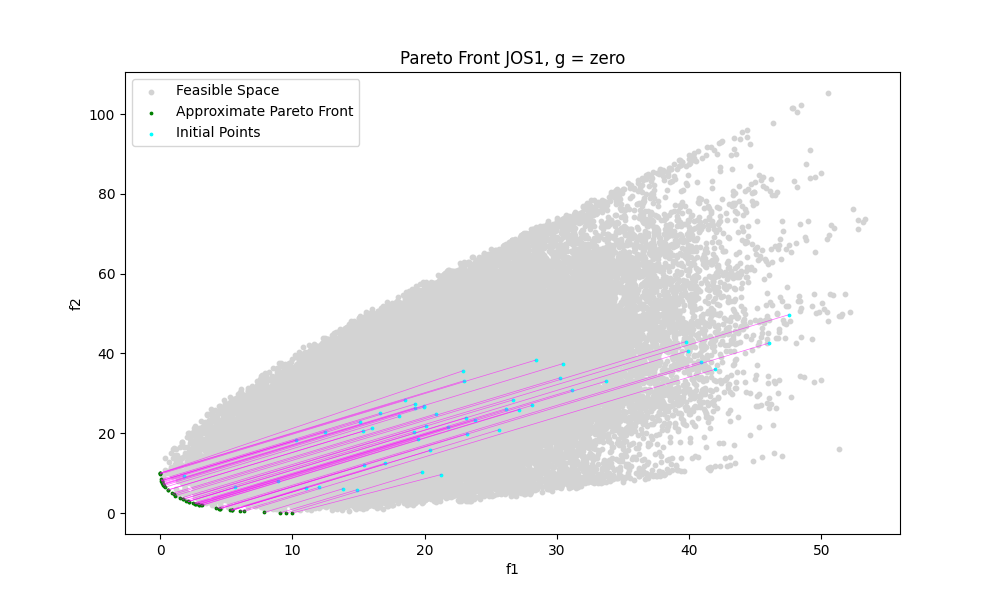 Pareto Front JOS1, g = zero
Feasible Space
Approximate Pareto Front
Initial Points
100
80
60
40
20
0
f2
0 10 20 30 40 50
f1